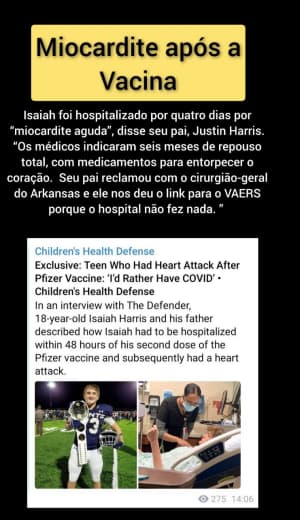 Miocardite após a
Vacina
Isaiah foi hospitalizado por quatro dias por
"miocardite aguda”, disse seu pai, Justin Harris.
“Os médicos indicaram seis meses de repouso
total, com medicamentos para entorpecer o
coração. Seu pai reclamou com o cirurgião-geral
do Arkansas e ele nos deu o link para o VAERS
porque o hospital não fez nada. ”
Children's Health Defense
Exclusive: Teen Who Had Heart Attack After
Pfizer Vaccine: ‘I’d Rather Have COVID’ •
Children's Health Defense
In an interview with The Defender,
18-year-old Isaiah Harris and his father
described how Isaiah had to be hospitalized
within 48 hours of his second dose of the
Pfizer vaccine and subsequently had a heart
attack.
275 14:06